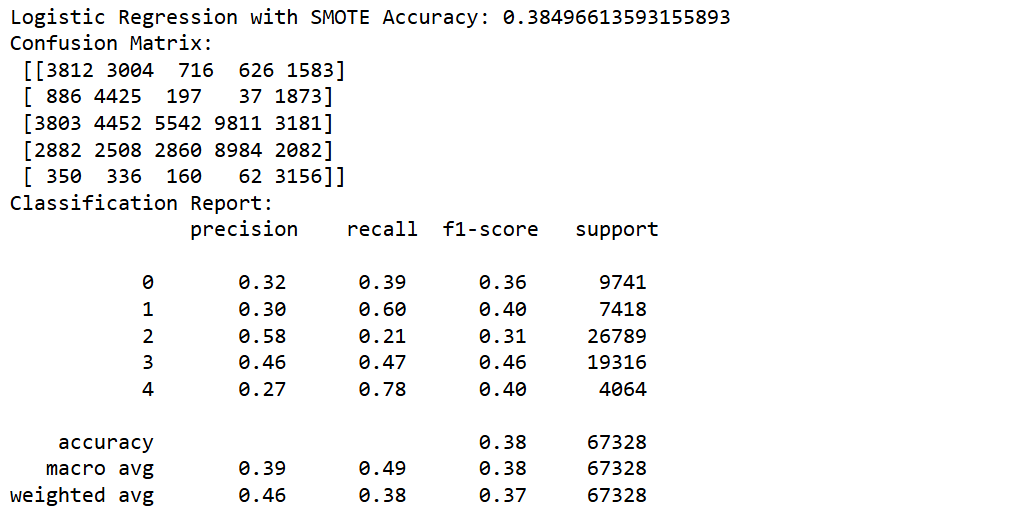 Logistic Regression with SMOTE Accuracy: 0.38496613593155893
Confusion Matrix:
 [[3812 3004  716  626 1583]
 [ 886 4425  197   37 1873]
 [3803 4452 5542 9811 3181]
 [2882 2508 2860 8984 2082]
 [ 350  336  160   62 3156]]
Classification Report:
               precision    recall  f1-score   support

           0       0.32      0.39      0.36      9741
           1       0.30      0.60      0.40      7418
           2       0.58      0.21      0.31     26789
           3       0.46      0.47      0.46     19316
           4       0.27      0.78      0.40      4064

    accuracy                           0.38     67328
   macro avg       0.39      0.49      0.38     67328
weighted avg       0.46      0.38      0.37     67328